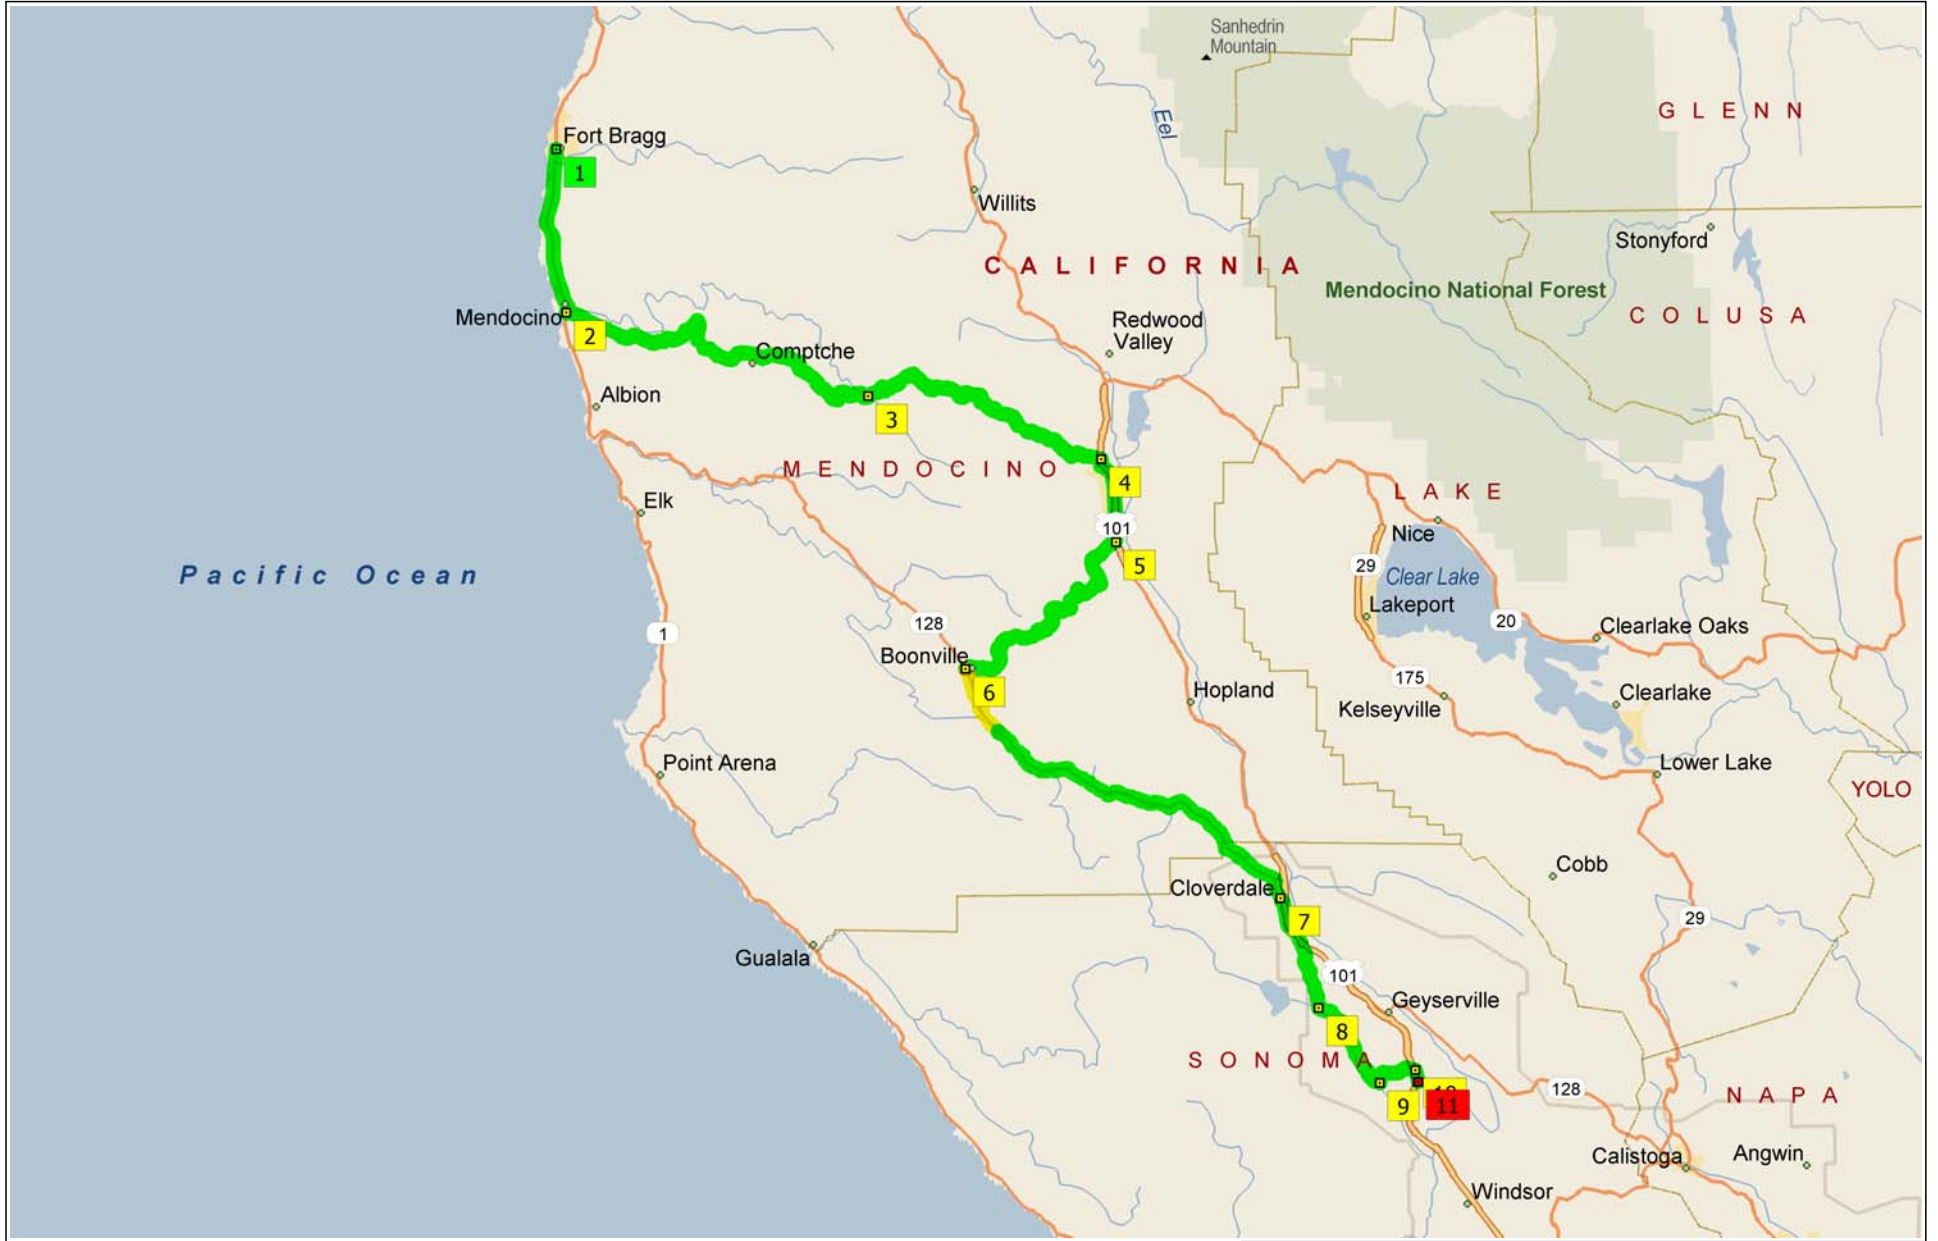 Sanhedrin
Mountain
GLENN
Eel
Fort Bragg
1
Willits
Stonyford
CALIFORNIA
Mendocino National Forest
COLUSA
Mendocino
2
Redwood
Valley
Comptche
Albion
3
MENDOCINO
4
LAKE
Elk
101
Nice
5
29
Clear Lake
Pacific Ocean
Lakeport
128
20
Clearlake Oaks
1
Boonville
6
175
Hopland
Clearlake
Kelseyville
Point Arena
Lower Lake
YOLO
Cobb
Cloverdale
7
29
Gualala
101
Geyserville
8
SONOMA
128
NAPA
9
11
Calistoga
Angwin
Windsor